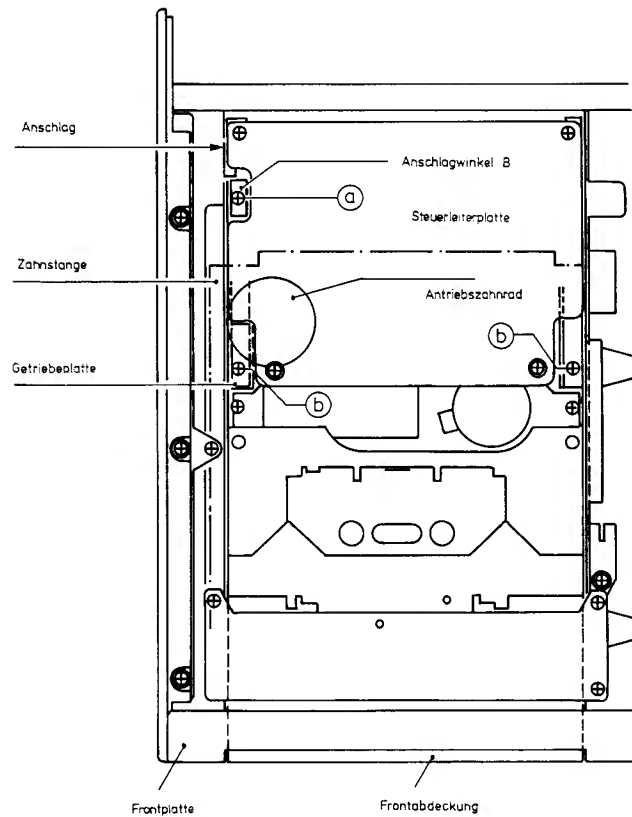 Anschlag
Anschlagwinkel B
a
Steuerleiterplatte
Zahnstange
Antriebszahnrad
b
Getriebeplatte
b
Frontplatte
Frontabdeckung